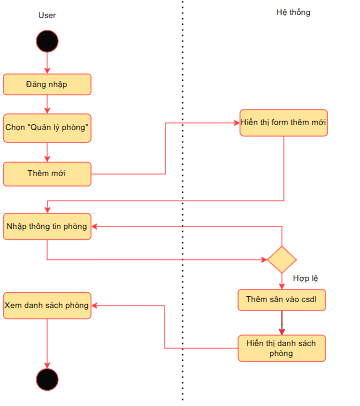 User
Hệ thống
Đăng nhập
Chọn "Quản lý phòng"
Hiển thị form thêm mới
Thêm mới
Nhập thông tin phòng
Hợp lệ
Thêm sân vào csdl
Xem danh sách phòng
Hiển thị danh sách
phòng